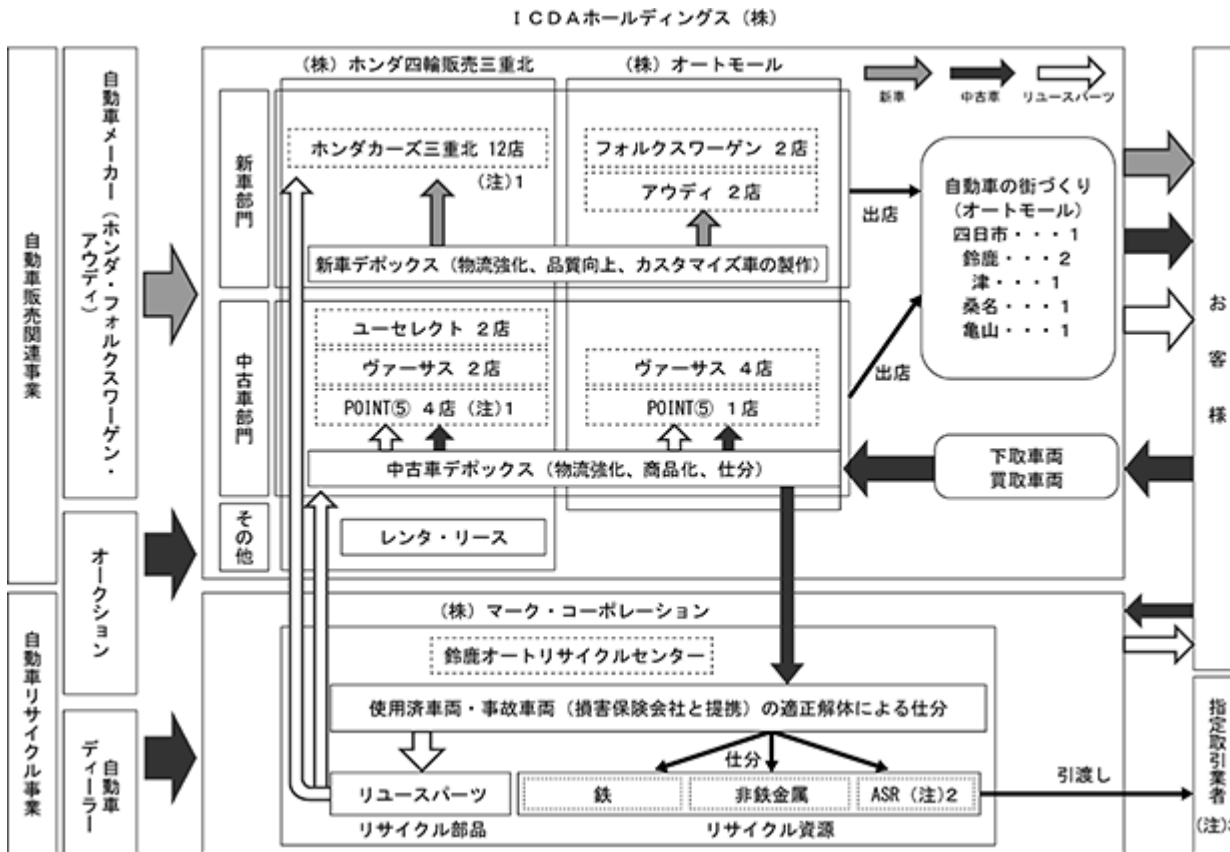 ＩＣＤＡホールディングス（株）
自動車販売関連事業
自動車メーカー（ホンダ・フォルクスワーゲン・
アウディ）
オークション
自動車リサイクル事業
自動車
ディーラー
（株）ホンダ四輪販売三重北
（株）オートモール
新車
中古車
リユースパーツ
新車部門
ホンダカーズ三重北 12店
(注)1
フォルクスワーゲン 2店
アウディ 2店
新車デポックス（物流強化、品質向上、カスタマイズ車の製作）
出店
自動車の街づくり
（オートモール）
四日市・・・1
鈴鹿・・・2
津・・・1
桑名・・・1
亀山・・・1
中古車部門
ユーセレクト 2店
ヴァーサス 2店
POINT⑤ 4店 (注)1
ヴァーサス 4店
POINT⑤ 1店
出店
中古車デポックス（物流強化、商品化、仕分）
下取車両
買取車両
お客様
その他
レンタ・リース
（株）マーク・コーポレーション
鈴鹿オートリサイクルセンター
使用済車両・事故車両（損害保険会社と提携）の適正解体による仕分
仕分
リユースパーツ
リサイクル部品
鉄
非鉄金属
ASR (注)2
リサイクル資源
引渡し
指定取引業者